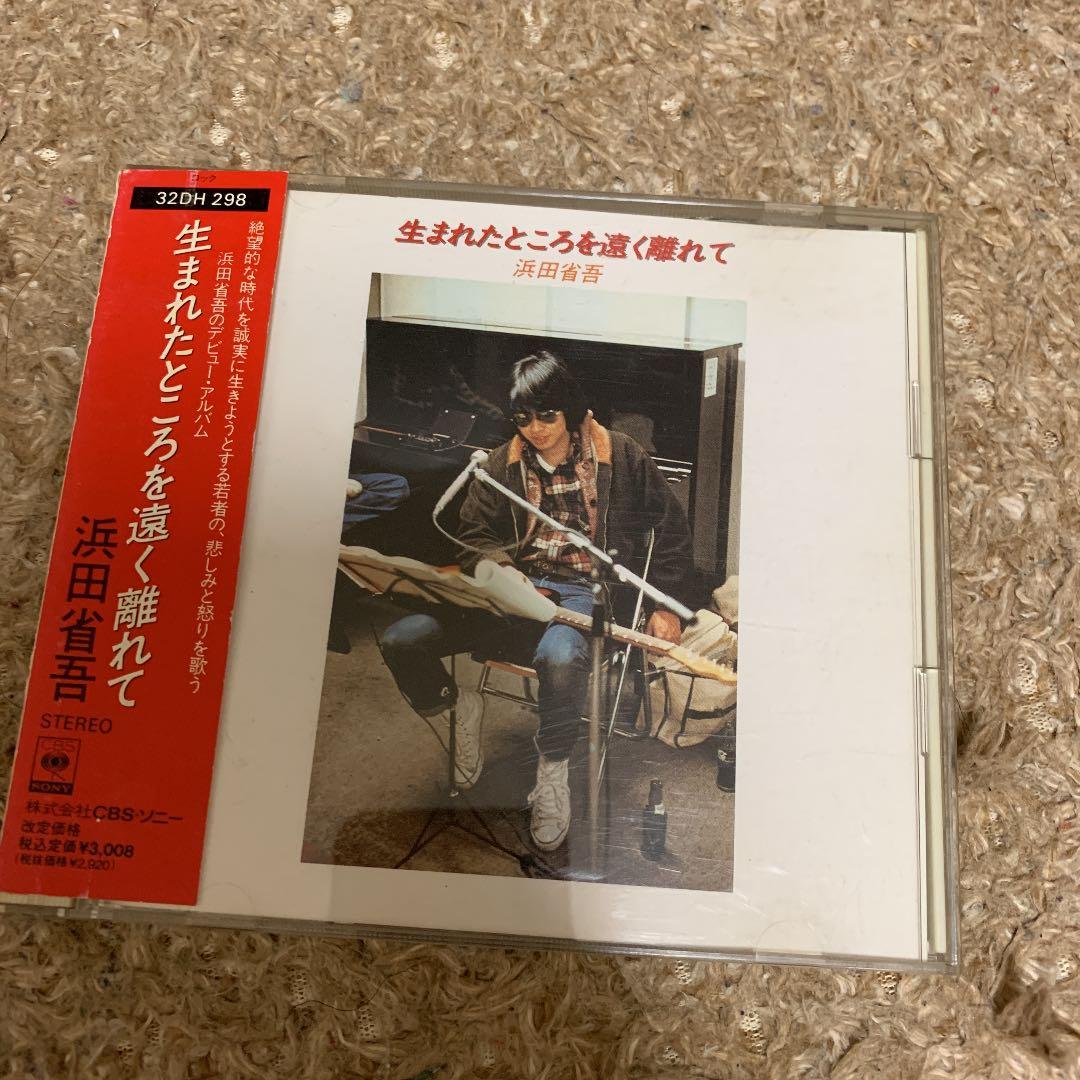 ロック
32DH 298
絶望的な時代を誠実に生きようとする若者の、悲しみと怒りを歌う
浜田省吾のデビュー・アルバム
生まれたところを遠く離れて
浜田省吾
STEREO
CBS
SONY
株式会社CBS・ソニー
改定価格
税込定価¥3,008
(税抜価格¥2,920)
生まれたところを遠く離れて
浜田省吾